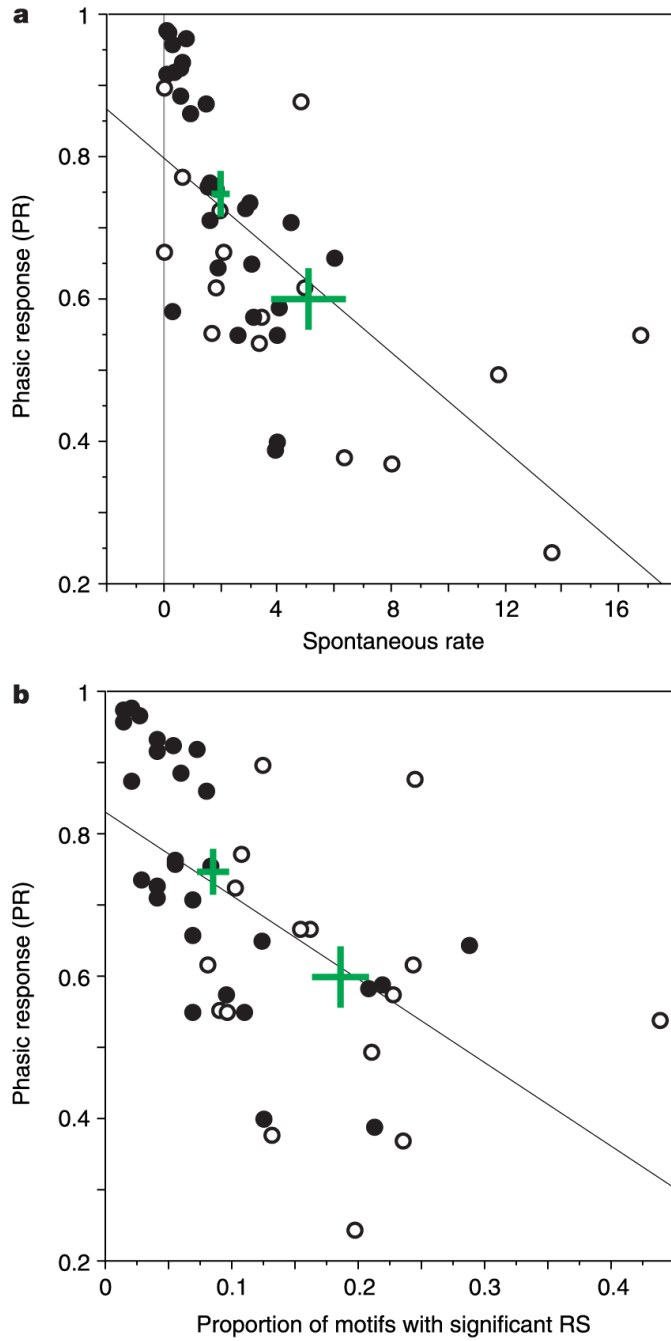 a
1
0.8
0.6
0.4
0.2
Phasic response (PR)
0 4 8 12 16
Spontaneous rate
b
1
0.8
0.6
0.4
0.2
Phasic response (PR)
0 0.1 0.2 0.3 0.4
Proportion of motifs with significant RS